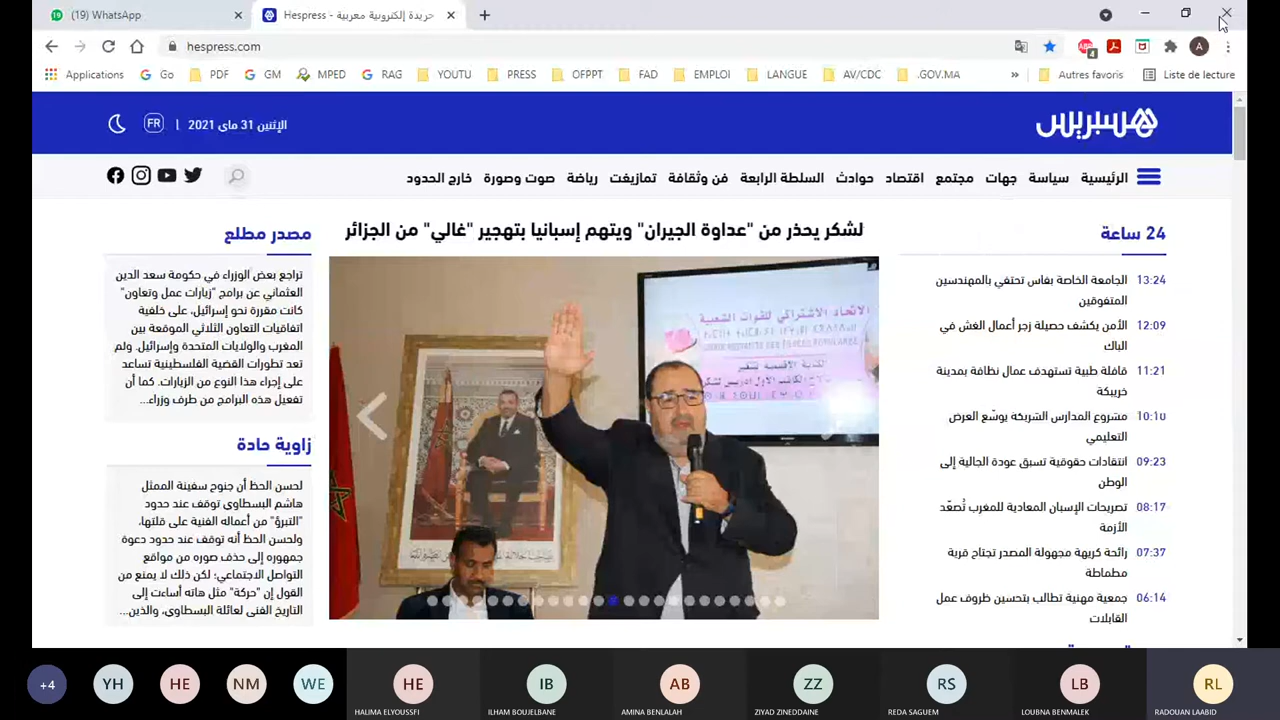 (19) WhatsApp
Hespress - جريدة إلكترونية مغربية
hespress.com
Applications
Go
PDF
GM
MPED
RAG
YOUTU
PRESS
OFPPT
FAD
EMPLOI
LANGUE
AV/CDC
.GOV.MA
»
Autres favoris
Liste de lecture
هسبريس
الإثنين 31 ماي 2021 | FR
الرئيسية سياسة جهات مجتمع اقتصاد حوادث السلطة الرابعة فن وثقافة تمازيغت رياضة صوت وصورة خارج الحدود
24 ساعة
13:24 الجامعة الخاصة بفاس تحتفي بالمهندسين
المتفوقين
12:09 الأمن يكشف حصيلة زجر أعمال الغش في
الباك
11:21 قافلة طبية تستهدف عمال نظافة بمدينة
خريبكة
10:10 مشروع المدارس الشريكة يوسّع العرض
التعليمي
09:23 انتقادات حقوقية تسبق عودة الجالية إلى
الوطن
08:17 تصريحات الإسبان المعادية للمغرب تُصعّد
الأزمة
07:37 رائحة كريهة مجهولة المصدر تجتاح قرية
مطماطة
06:14 جمعية مهنية تطالب بتحسين ظروف عمل
القابلات
لشكر يحذر من "عداوة الجيران" ويتهم إسبانيا بتهجير "غالي" من الجزائر
الاتحاد الاشتراكي للقوات الشعبية
مصدر مطلع
تراجع بعض الوزراء في حكومة سعد الدين
العثماني عن برامج "زيارات عمل وتعاون"
كانت مقررة نحو إسرائيل، على خلفية
اتفاقيات التعاون الثلاثي الموقعة بين
المغرب والولايات المتحدة وإسرائيل. ولم
تعد تطورات القضية الفلسطينية تساعد
على إجراء هذا النوع من الزيارات. كما أن
تفعيل هذه البرامج من طرف وزراء...
زاوية حادة
لحسن الحظ أن جنوح سفينة الممثل
هاشم البسطاوي توقف عند حدود
"التبرؤ" من أعماله الفنية على قلتها،
ولحسن الحظ أنه توقف عند حدود دعوة
جمهوره إلى حذف صوره من مواقع
التواصل الاجتماعي؛ لكن ذلك لا يمنع من
القول إن "حركة" مثل هاته أساءت إلى
التاريخ الفني لعائلة البسطاوي، والذين...
+4
YH
HE
NM
WE
HE
HALIMA ELYOUSSFI
IB
ILHAM BOUJELBANE
AB
AMINA BENLALAH
ZZ
ZIYAD ZINEDDAINE
RS
REDA SAGUEM
LB
LOUBNA BENMALEK
RL
RADOUAN LAABID